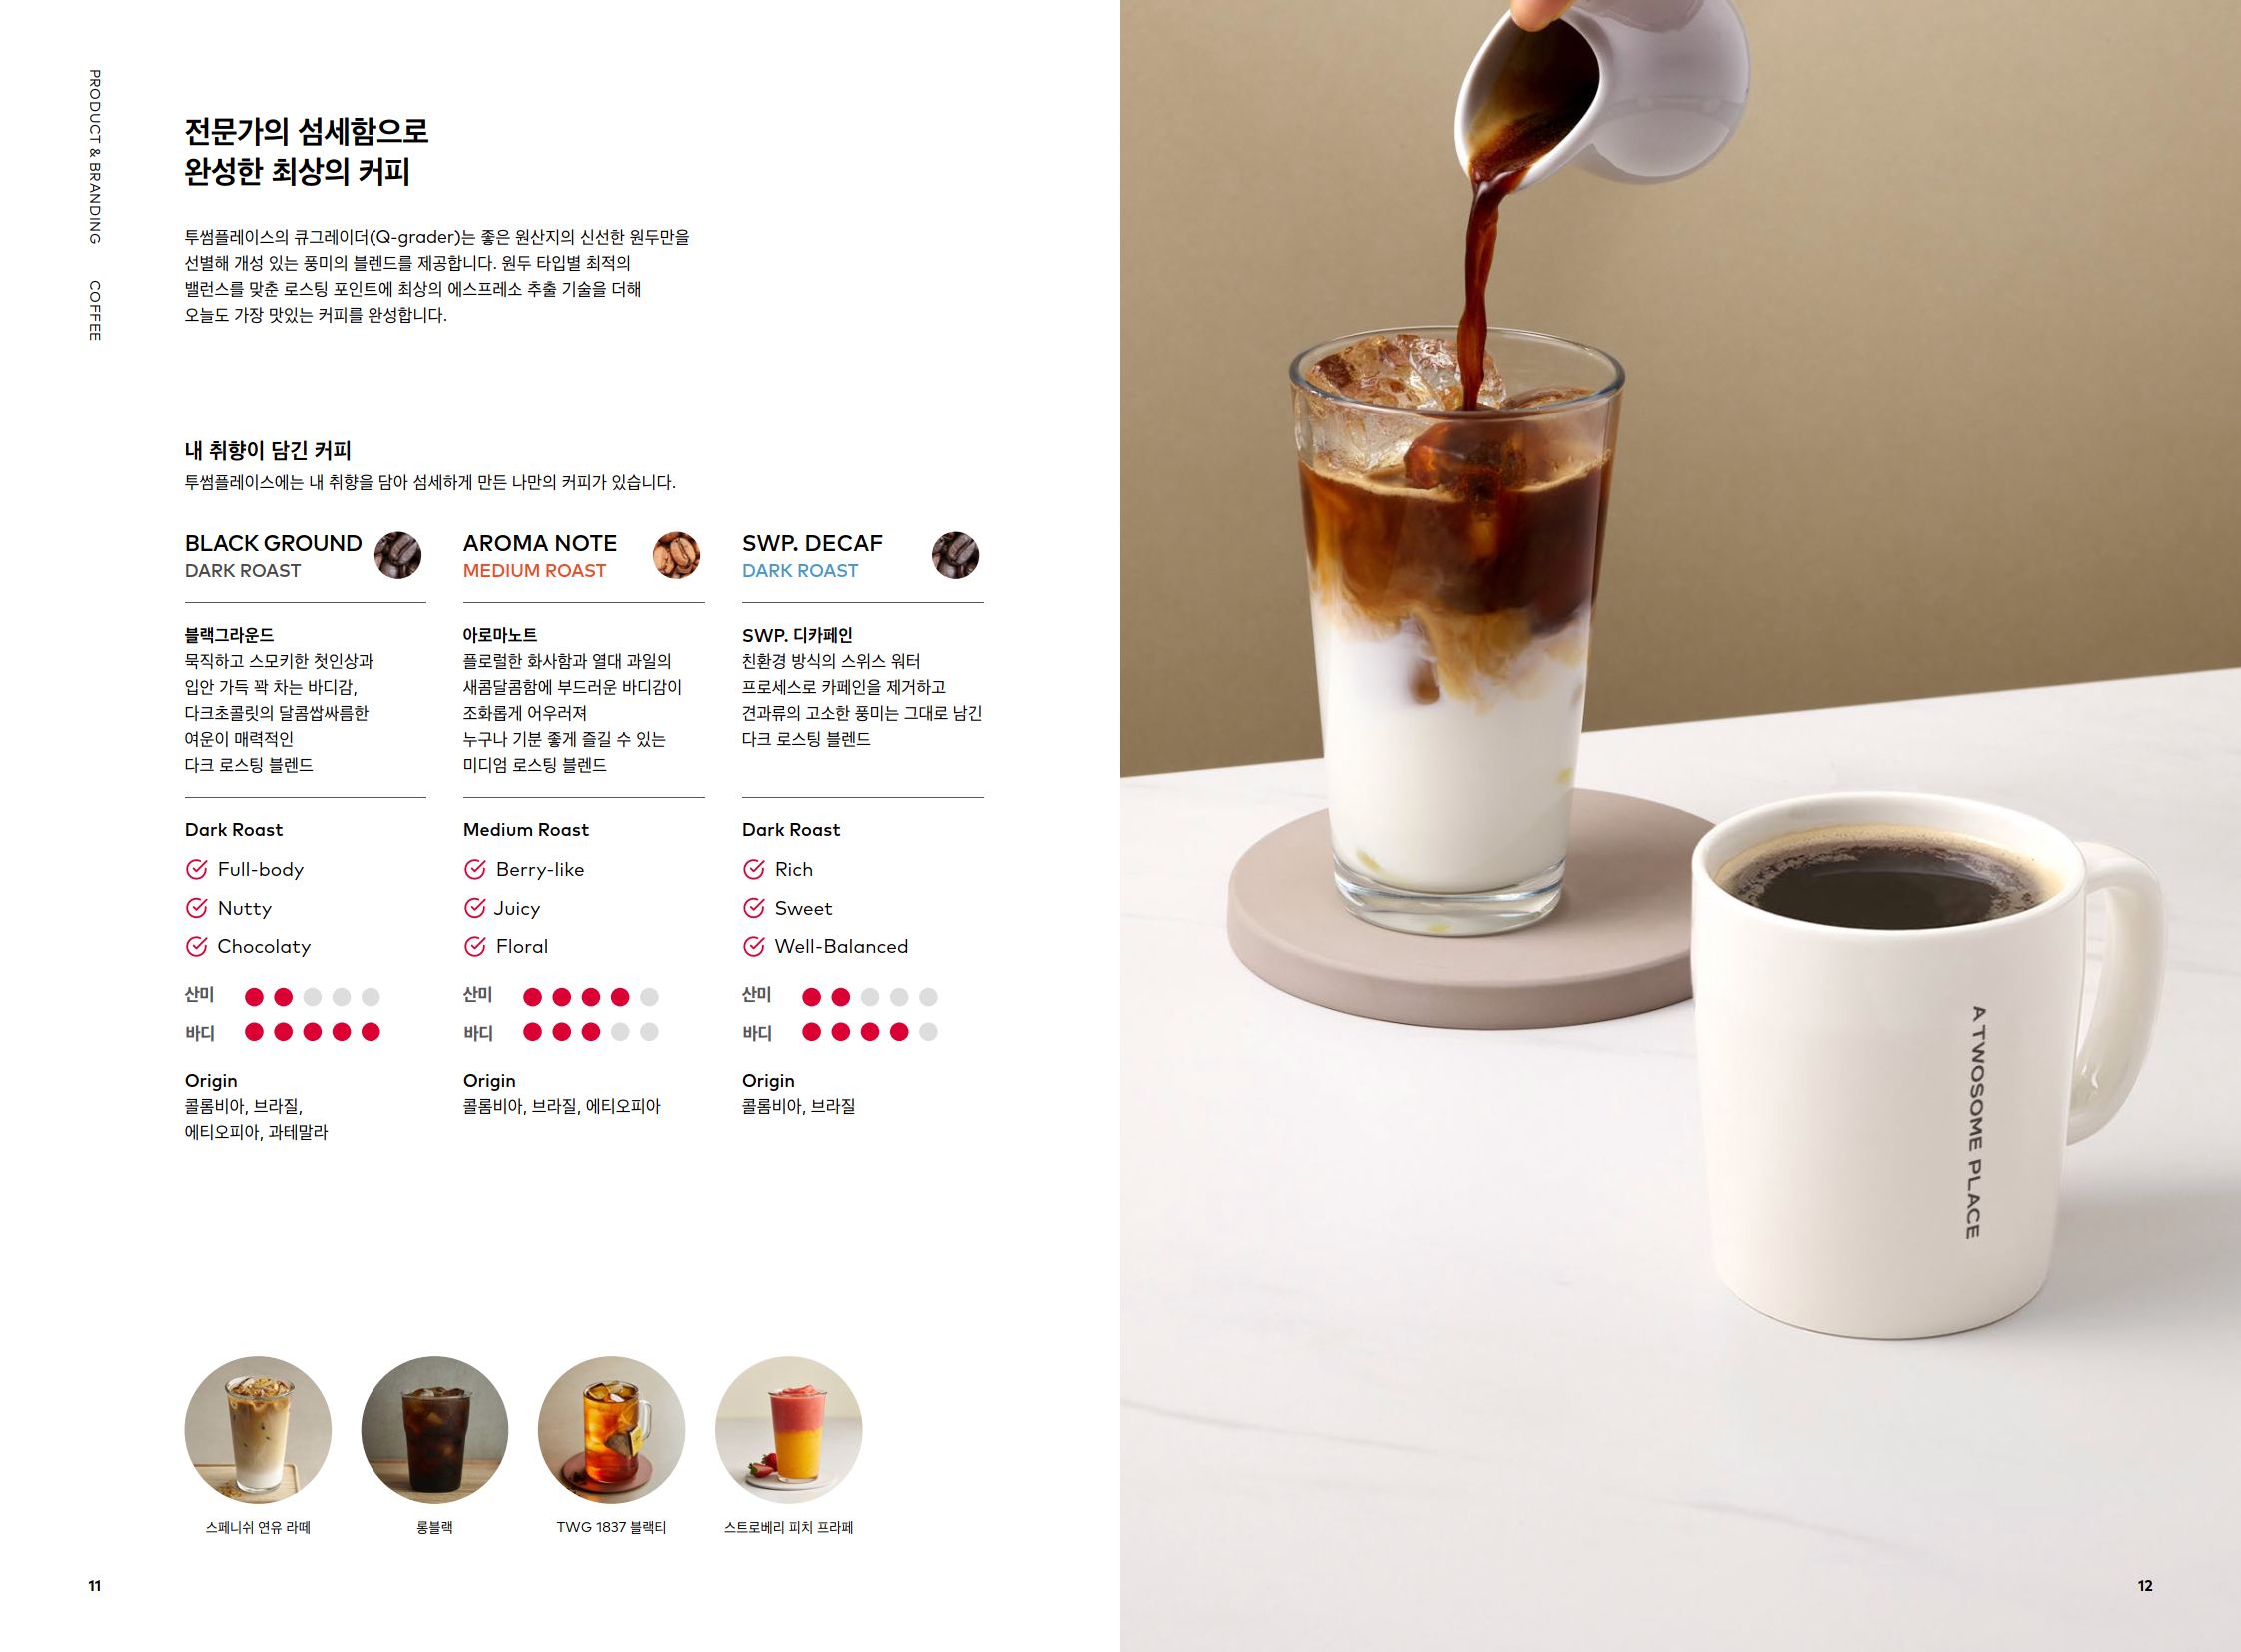 PRODUCT & BRANDING
COFFEE
전문가의 섬세함으로
완성한 최상의 커피
투썸플레이스의 큐그레이더(Q-grader)는 좋은 원산지의 신선한 원두만을
선별해 개성 있는 풍미의 블렌드를 제공합니다. 원두 타입별 최적의
밸런스를 맞춘 로스팅 포인트에 최상의 에스프레소 추출 기술을 더해
오늘도 가장 맛있는 커피를 완성합니다.
내 취향이 담긴 커피
투썸플레이스에는 내 취향을 담아 섬세하게 만든 나만의 커피가 있습니다.
BLACK GROUND
DARK ROAST
블랙그라운드
묵직하고 스모키한 첫인상과
입안 가득 꽉 차는 바디감,
다크초콜릿의 달콤쌉싸름한
여운이 매력적인
다크 로스팅 블렌드
Dark Roast
Full-body
Nutty
Chocolaty
산미
바디
Origin
콜롬비아, 브라질,
에티오피아, 과테말라
AROMA NOTE
MEDIUM ROAST
아로마노트
플로럴한 화사함과 열대 과일의
새콤달콤함에 부드러운 바디감이
조화롭게 어우러져
누구나 기분 좋게 즐길 수 있는
미디엄 로스팅 블렌드
Medium Roast
Berry-like
Juicy
Floral
산미
바디
Origin
콜롬비아, 브라질, 에티오피아
SWP. DECAF
DARK ROAST
SWP. 디카페인
친환경 방식의 스위스 워터
프로세스로 카페인을 제거하고
견과류의 고소한 풍미는 그대로 남긴
다크 로스팅 블렌드
Dark Roast
Rich
Sweet
Well-Balanced
산미
바디
Origin
콜롬비아, 브라질
스페니쉬 연유 라떼
롱블랙
TWG 1837 블랙티
스트로베리 피치 프라페
11
A TWOSOME PLACE
12